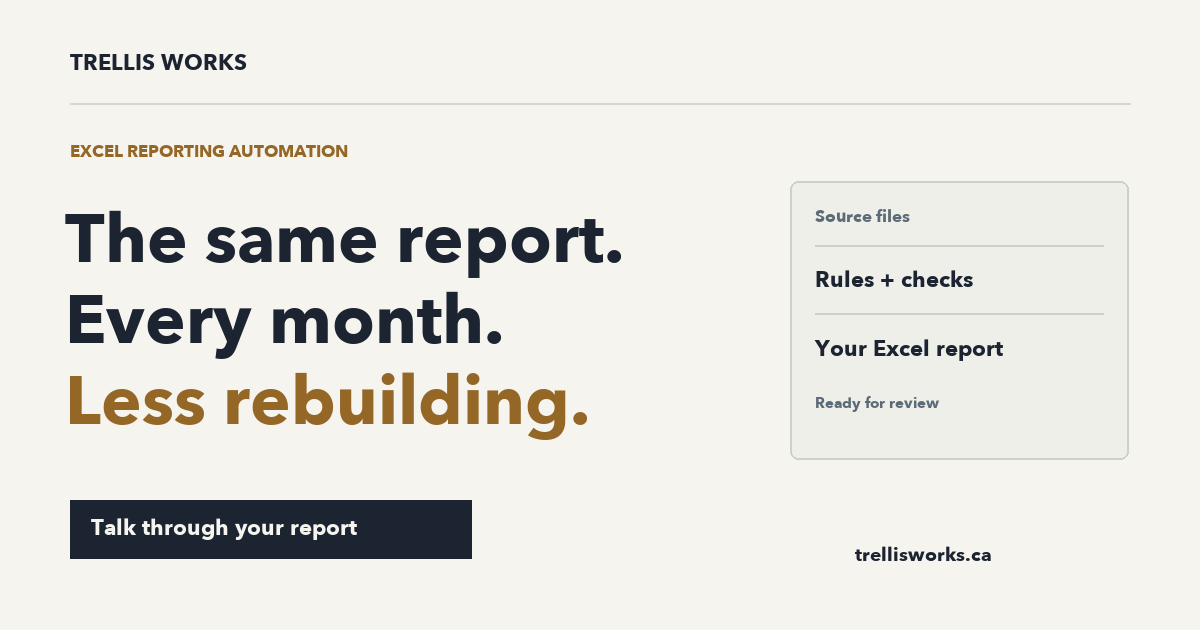 TRELLIS WORKS
EXCEL REPORTING AUTOMATION
The same report.
Every month.
Less rebuilding.
Talk through your report
Source files
Rules + checks
Your Excel report
Ready for review
trellisworks.ca